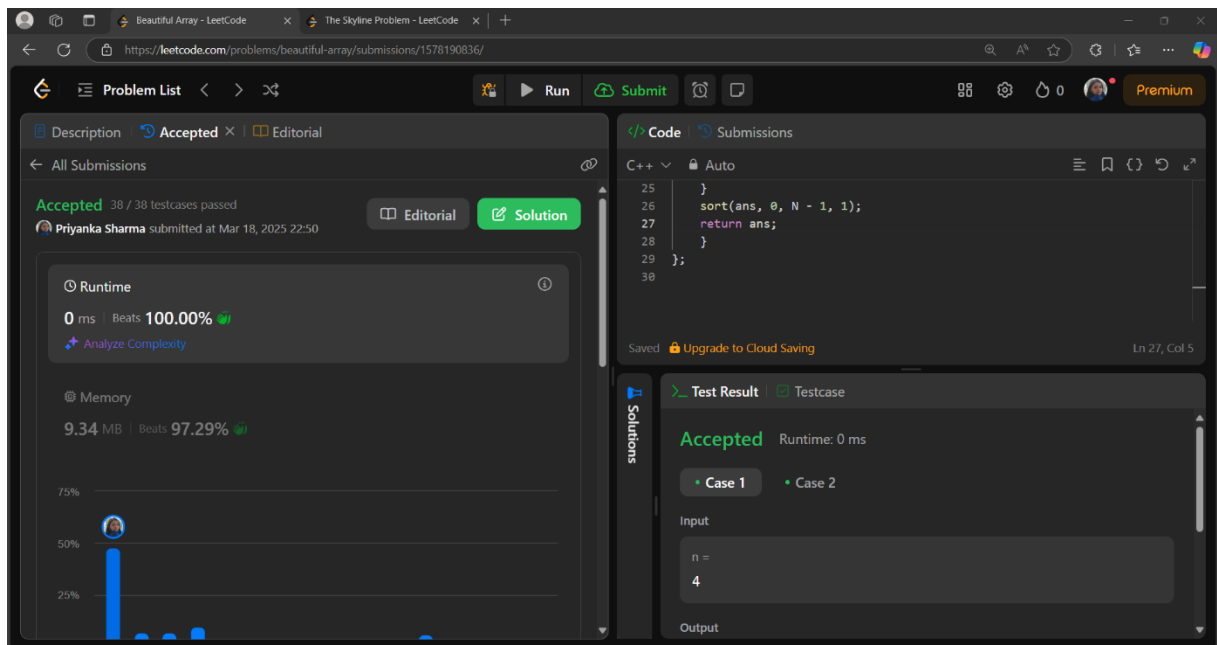 Beautiful Array - LeetCode
The Skyline Problem - LeetCode
https://leetcode.com/problems/beautiful-array/submissions/1578190836/
Problem List
Run
Submit
0
Premium
Description
Accepted
Editorial
All Submissions
Accepted 38 / 38 testcases passed
Priyanka Sharma submitted at Mar 18, 2025 22:50
Editorial
Solution
Runtime
0 ms Beats 100.00%
Analyze Complexity
Memory
9.34 MB Beats 97.29%
75%
50%
25%
</> Code
Submissions
C++
Auto
25 }
26 sort(ans, 0, N - 1, 1);
27 return ans;
28 }
29 };
30
Saved Upgrade to Cloud Saving
Ln 27, Col 5
Solutions
Test Result
Testcase
Accepted Runtime: 0 ms
• Case 1
• Case 2
Input
n =
4
Output